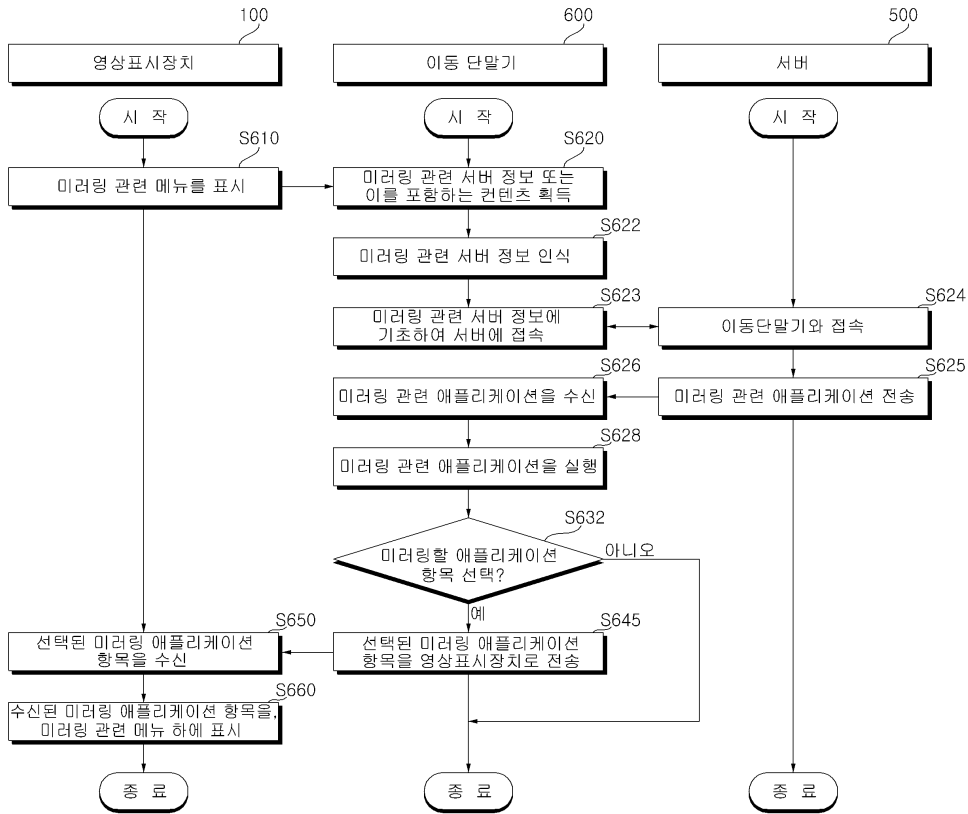 100
600
500
영상표시장치
이동 단말기
서버
시 작
시 작
시 작
S610
S620
미러링 관련 메뉴를 표시
미러링 관련 서버 정보 또는
이를 포함하는 컨텐츠 획득
S622
미러링 관련 서버 정보 인식
S623
S624
미러링 관련 서버 정보에
기초하여 서버에 접속
이동단말기와 접속
S626
S625
미러링 관련 애플리케이션을 수신
미러링 관련 애플리케이션 전송
S628
미러링 관련 애플리케이션을 실행
S632
미러링할 애플리케이션
항목 선택?
아니오
예
S650
S645
선택된 미러링 애플리케이션
항목을 수신
선택된 미러링 애플리케이션
항목을 영상표시장치로 전송
S660
수신된 미러링 애플리케이션 항목을,
미러링 관련 메뉴 하에 표시
종 료
종 료
종 료